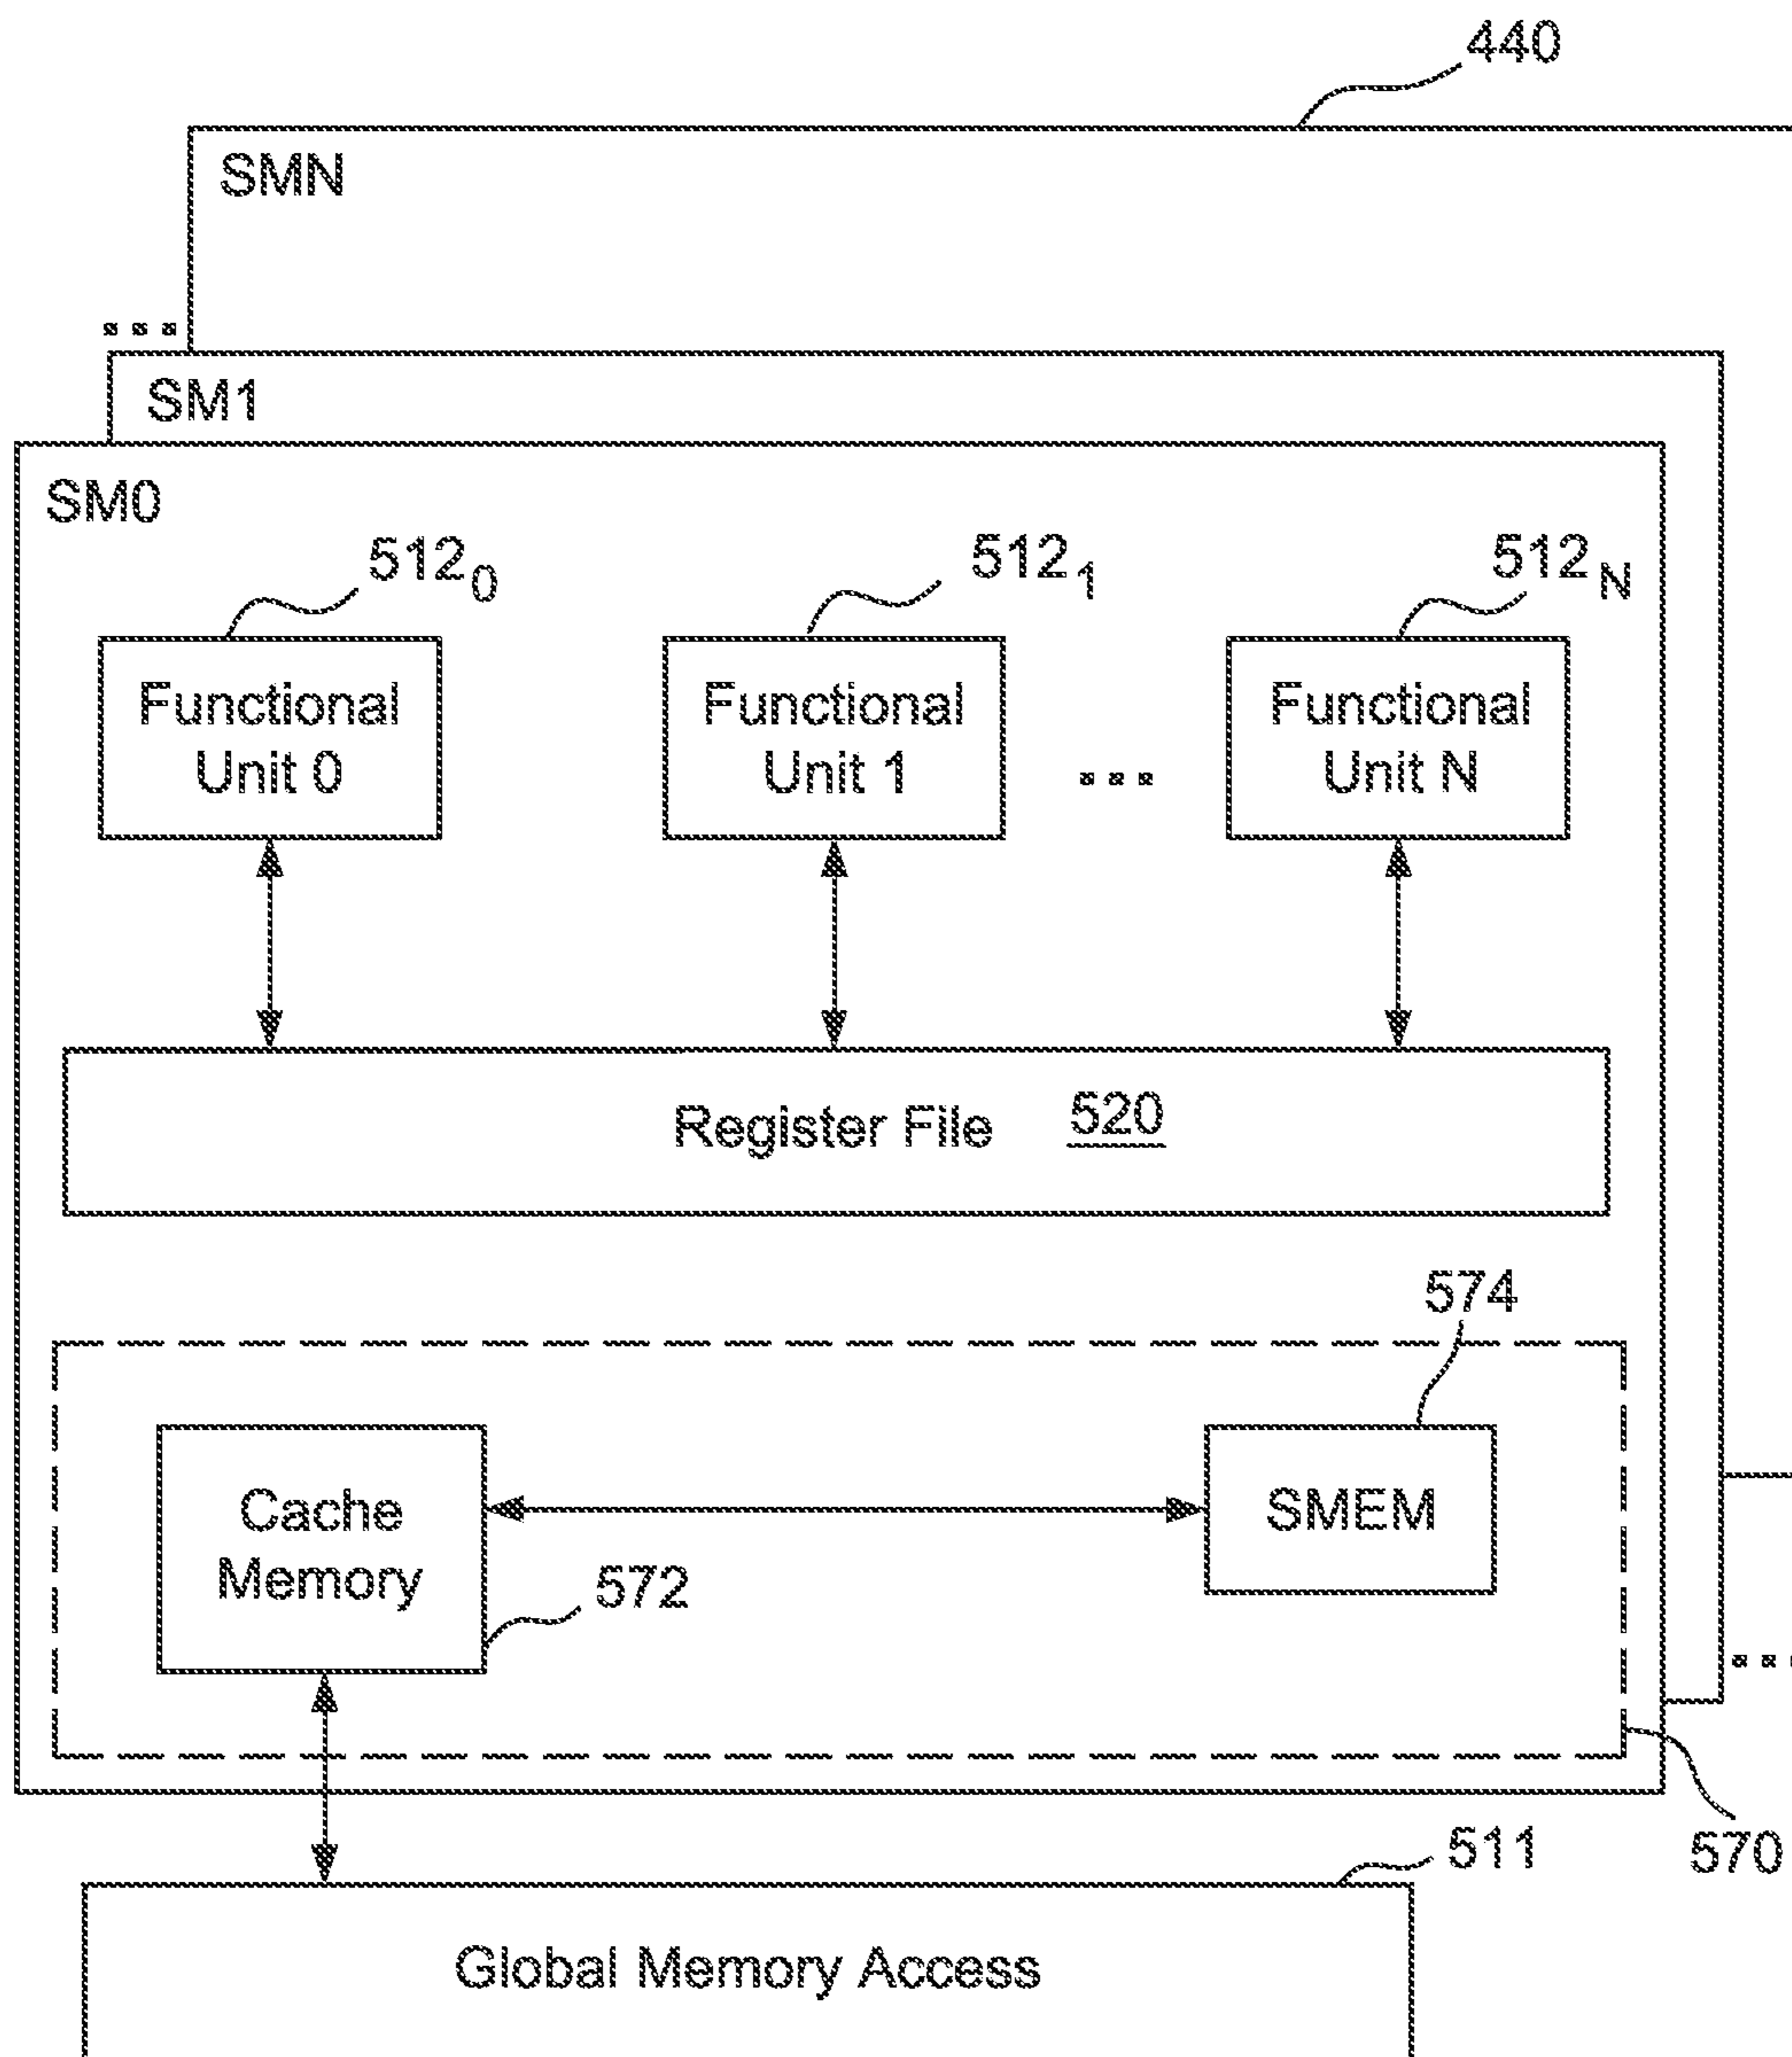 440
SMN
...
SM1
SM0
512₀
512₁
512ₙ
Functional
Unit 0
Functional
Unit 1
...
Functional
Unit N
Register File 520
574
Cache
Memory
SMEM
572
...
511
570
Global Memory Access